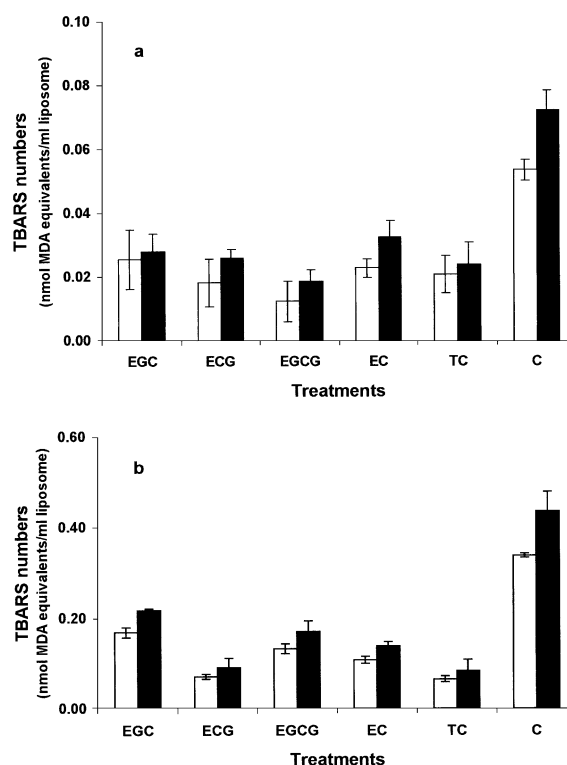 a
TBARS numbers
(nmol MDA equivalents/ml liposome)
0.10
0.08
0.06
0.04
0.02
0.00
EGC ECG EGCG EC TC C
Treatments
b
TBARS numbers
(nmol MDA equivalents/ml liposome)
0.60
0.40
0.20
0.00
EGC ECG EGCG EC TC C
Treatments